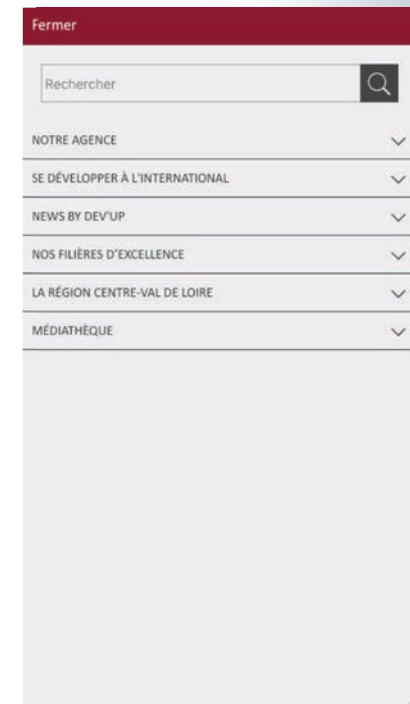 Fermer
Rechercher
NOTRE AGENCE
SE DÉVELOPPER À L'INTERNATIONAL
NEWS BY DEV'UP
NOS FILIÈRES D'EXCELLENCE
LA RÉGION CENTRE-VAL DE LOIRE
MÉDIATHÈQUE